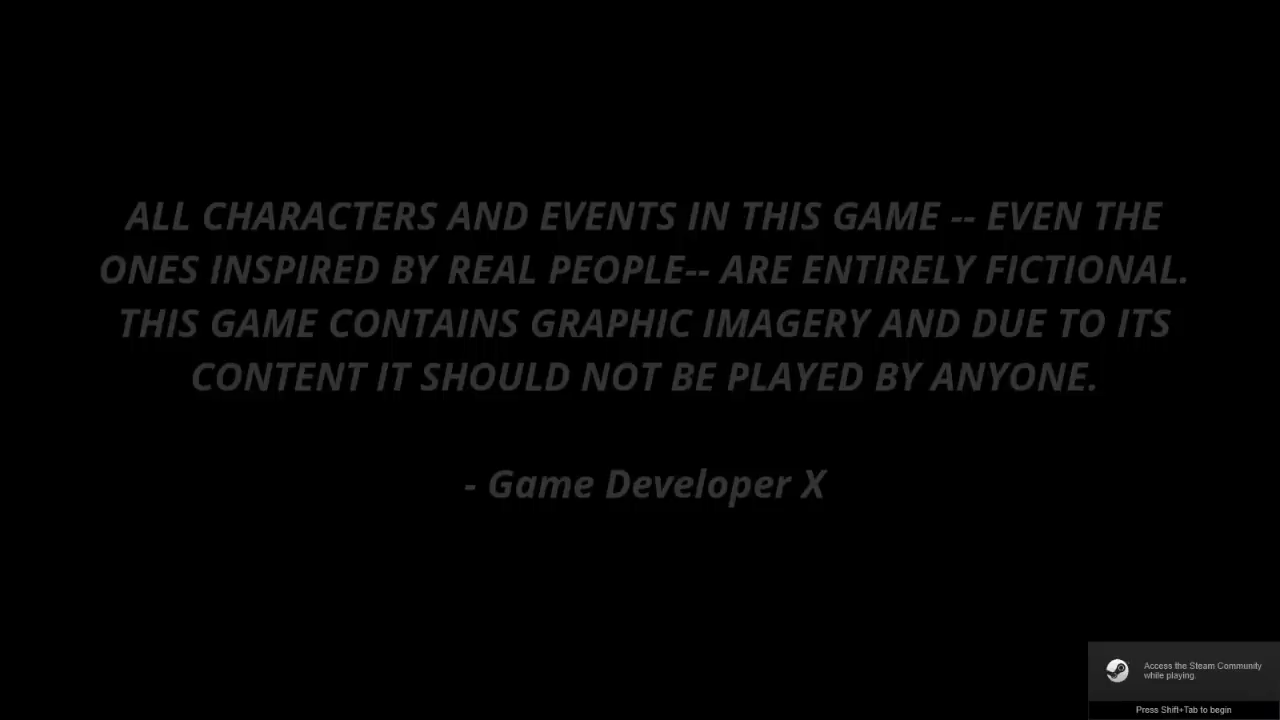 ALL CHARACTERS AND EVENTS IN THIS GAME -- EVEN THE
ONES INSPIRED BY REAL PEOPLE-- ARE ENTIRELY FICTIONAL.
THIS GAME CONTAINS GRAPHIC IMAGERY AND DUE TO ITS
CONTENT IT SHOULD NOT BE PLAYED BY ANYONE.
- Game Developer X
Access the Steam Community
while playing.
Press Shift+Tab to begin